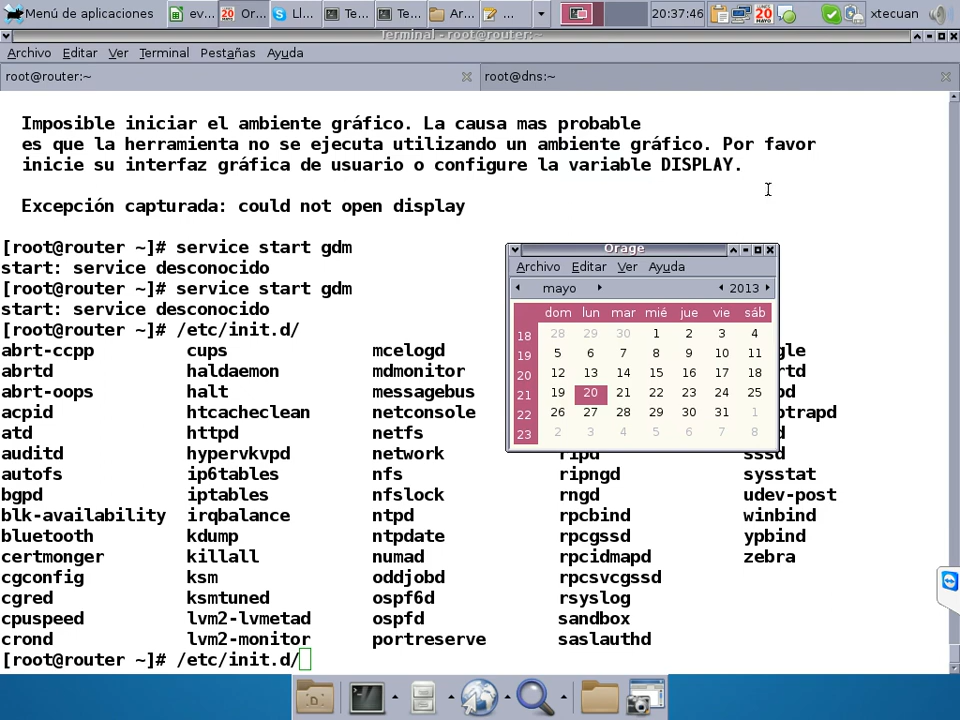 Menú de aplicaciones ev... Or... Ll... Te... Te... Ar... ... 20:37:46 20 MAYO xtecuan
Terminal - root@router:~
Archivo Editar Ver Terminal Pestañas Ayuda
root@router:~ root@dns:~
Imposible iniciar el ambiente gráfico. La causa mas probable
es que la herramienta no se ejecuta utilizando un ambiente gráfico. Por favor
inicie su interfaz gráfica de usuario o configure la variable DISPLAY.
Excepción capturada: could not open display
[root@router ~]# service start gdm
start: service desconocido
[root@router ~]# service start gdm
start: service desconocido
[root@router ~]# /etc/init.d/
abrt-ccpp cups mcelogd gle
abrtd haldaemon mdmonitor rtd
abrt-oops halt messagebus d
acpid htcacheclean netconsole trapd
atd httpd netfs d
auditd hypervkvpd network ripd sssd
autofs ip6tables nfs ripngd sysstat
bgpd iptables nfslock rngd udev-post
blk-availability irqbalance ntpd rpcbind winbind
bluetooth kdump ntpdate rpcgssd ypbind
certmonger killall numad rpcidmapd zebra
cgconfig ksm oddjobd rpcsvcgssd
cgred ksmtuned ospf6d rsyslog
cpuspeed lvm2-lvmetad ospfd sandbox
crond lvm2-monitor portreserve saslauthd
[root@router ~]# /etc/init.d/
Orage
Archivo Editar Ver Ayuda
mayo 2013
dom lun mar mié jue vie sáb
18 28 29 30 1 2 3 4
19 5 6 7 8 9 10 11
20 12 13 14 15 16 17 18
21 19 20 21 22 23 24 25
22 26 27 28 29 30 31 1
23 2 3 4 5 6 7 8